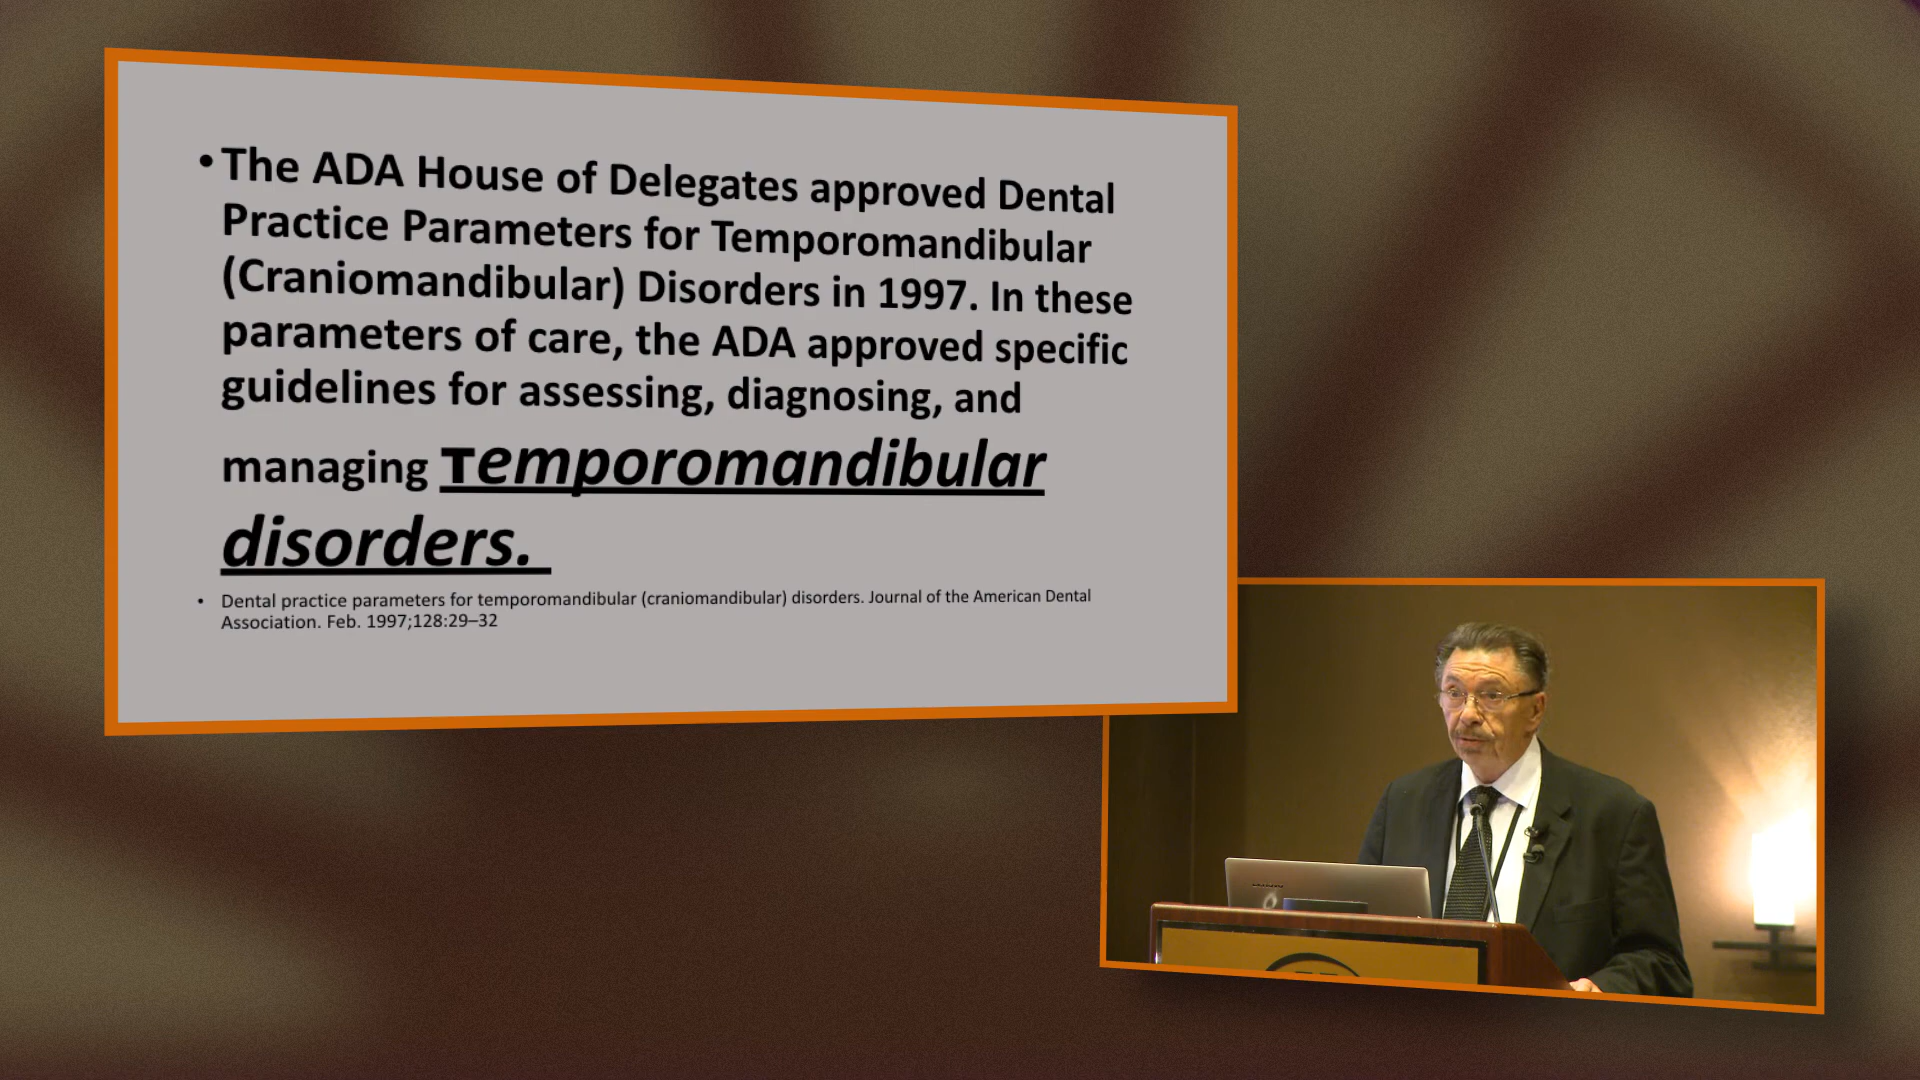 • The ADA House of Delegates approved Dental
Practice Parameters for Temporomandibular
(Craniomandibular) Disorders in 1997. In these
parameters of care, the ADA approved specific
guidelines for assessing, diagnosing, and
managing Temporomandibular
disorders.
• Dental practice parameters for temporomandibular (craniomandibular) disorders. Journal of the American Dental
Association. Feb. 1997;128:29–32